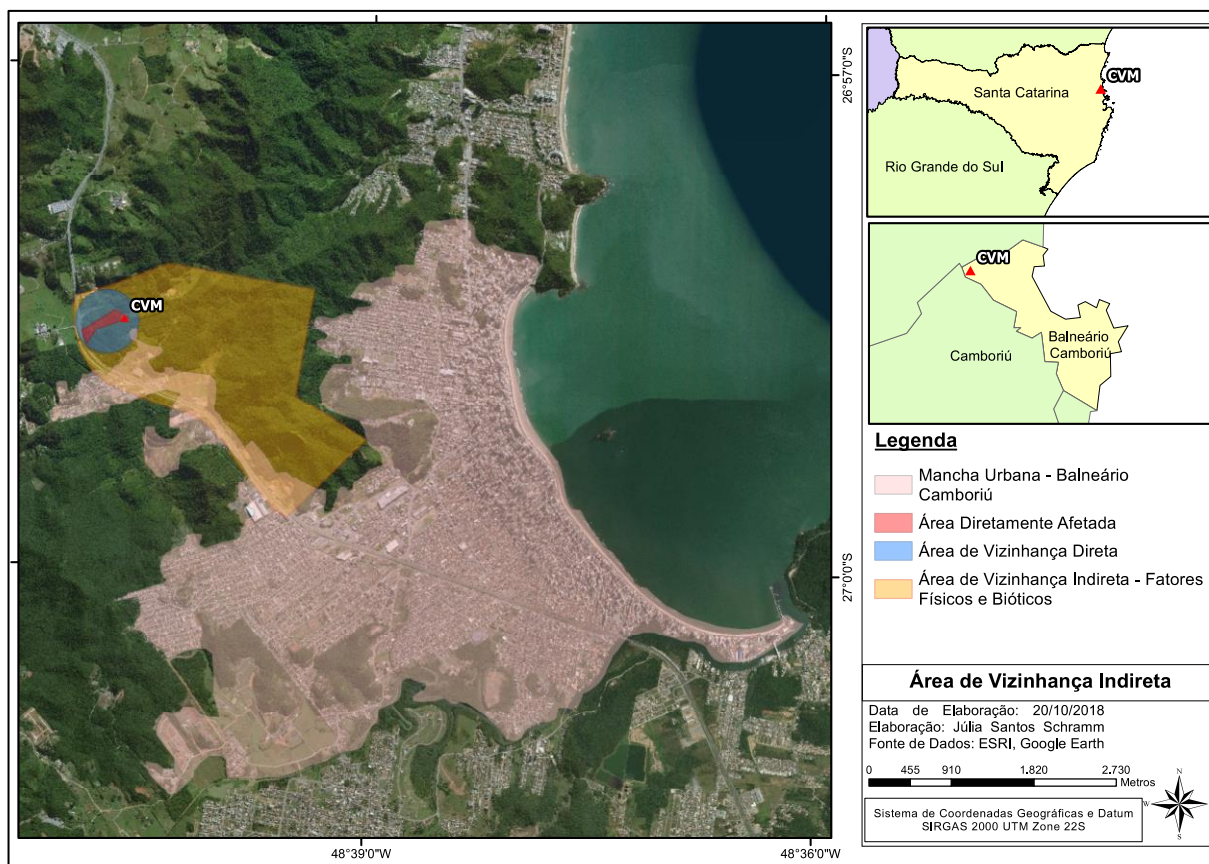 26°57'0"S
27°0'0"S
48°39'0"W
48°36'0"W
CVM
Santa Catarina
CVM
Rio Grande do Sul
CVM
Camboriú
Balneário
Camboriú
Legenda
Mancha Urbana - Balneário
Camboriú
Área Diretamente Afetada
Área de Vizinhança Direta
Área de Vizinhança Indireta - Fatores
Físicos e Bióticos
Área de Vizinhança Indireta
Data de Elaboração: 20/10/2018
Elaboração: Júlia Santos Schramm
Fonte de Dados: ESRI, Google Earth
0 455 910 1.820 2.730
Metros
N
W E
S
Sistema de Coordenadas Geográficas e Datum
SIRGAS 2000 UTM Zone 22S